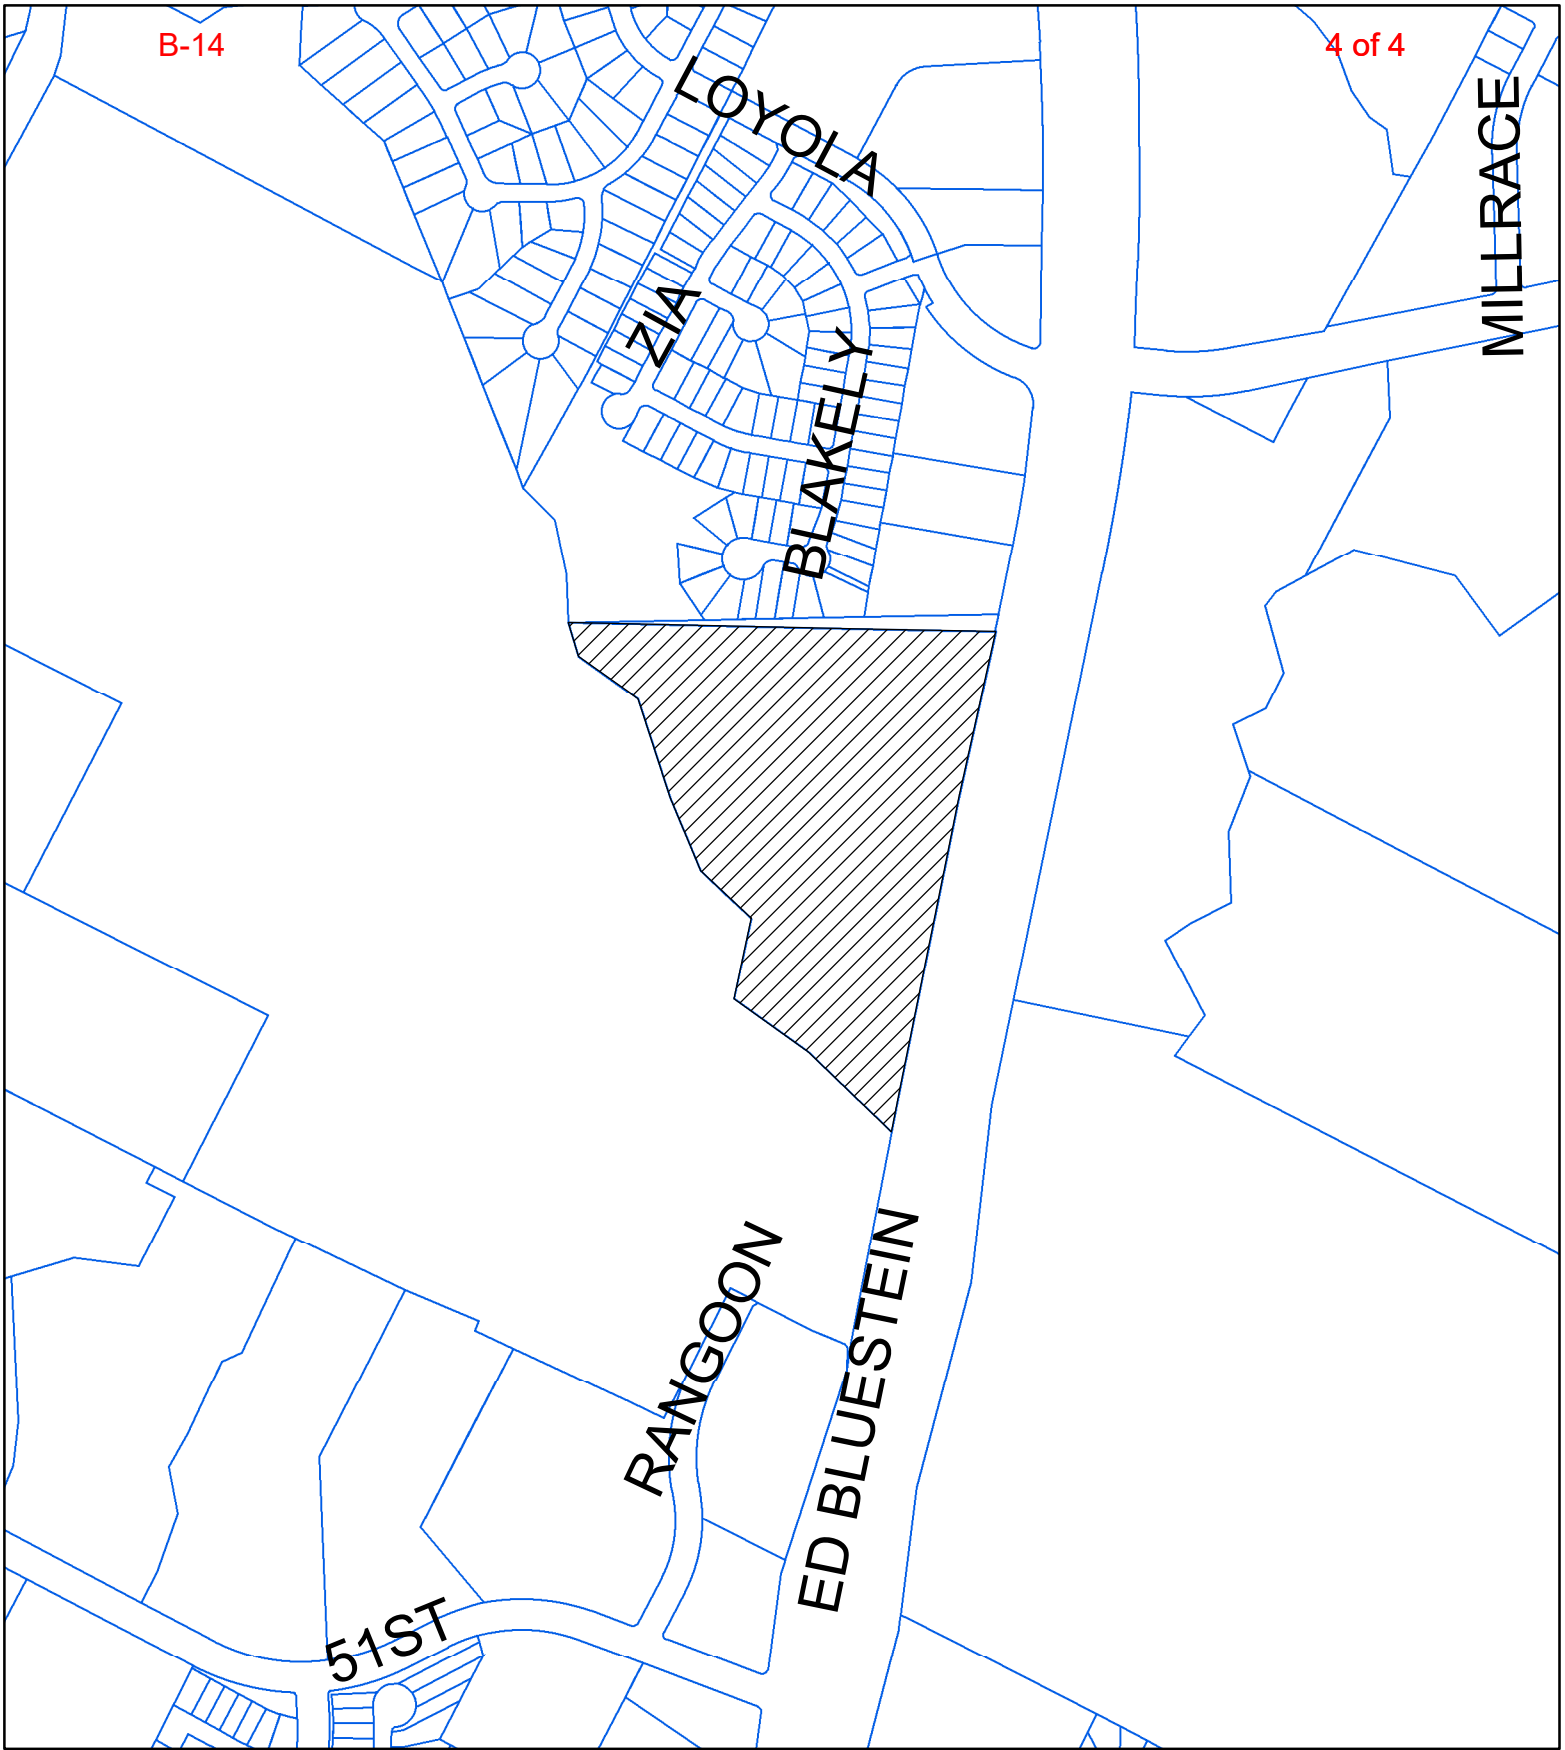 B-14
4 of 4
LOYOLA
MILLRACE
ZIA
BLAKELY
RANGOON
ED BLUESTEIN
51ST